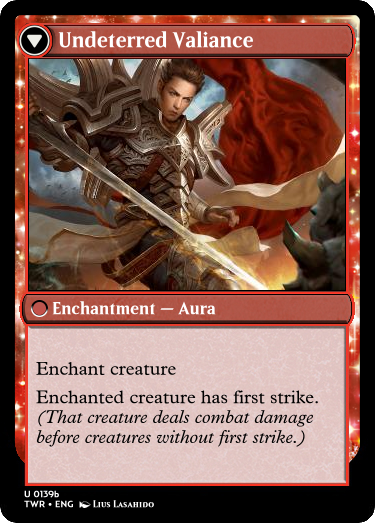 Undeterred Valiance
Enchantment — Aura
Enchant creature
Enchanted creature has first strike.
(That creature deals combat damage
before creatures without first strike.)
U 0139b
TWR • ENG Lius Lasahido